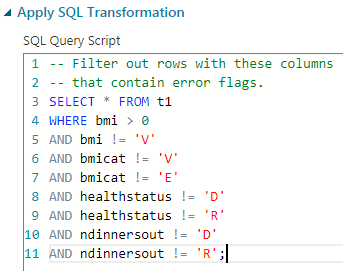 Apply SQL Transformation
SQL Query Script
1 -- Filter out rows with these columns
2 -- that contain error flags.
3 SELECT * FROM t1
4 WHERE bmi > 0
5 AND bmi != 'V'
6 AND bmicat != 'V'
7 AND bmicat != 'E'
8 AND healthstatus != 'D'
9 AND healthstatus != 'R'
10 AND ndinnersout != 'D'
11 AND ndinnersout != 'R';